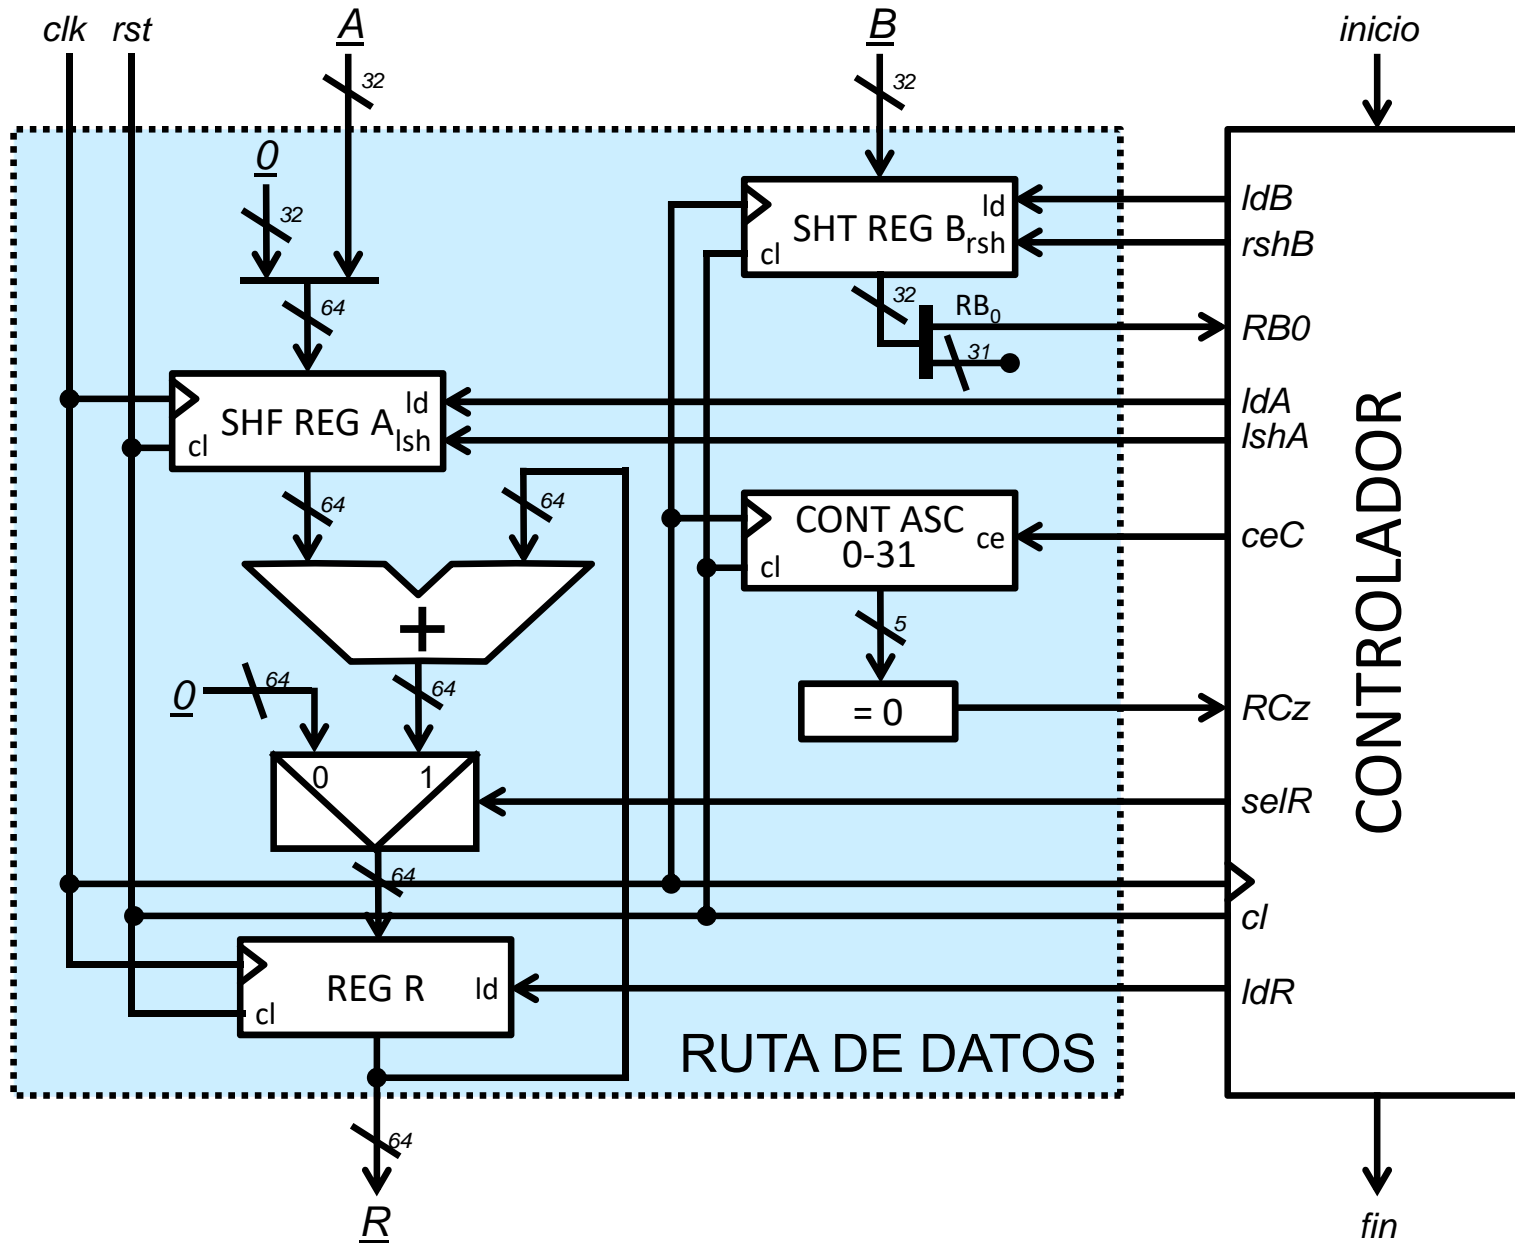 clk rst A B inicio
32 32
0
32
ld ldB
SHT REG B
rsh rshB
cl
64 32 RB0 RB0
31
ld ldA
SHF REG A
cl lsh lshA
64 64
CONT ASC
0-31
ce ceC
cl
+
5
0 64 64
= 0 RCz
0 1
selR
64
cl
REG R ld ldR
cl
RUTA DE DATOS
CONTROLADOR
64
R fin